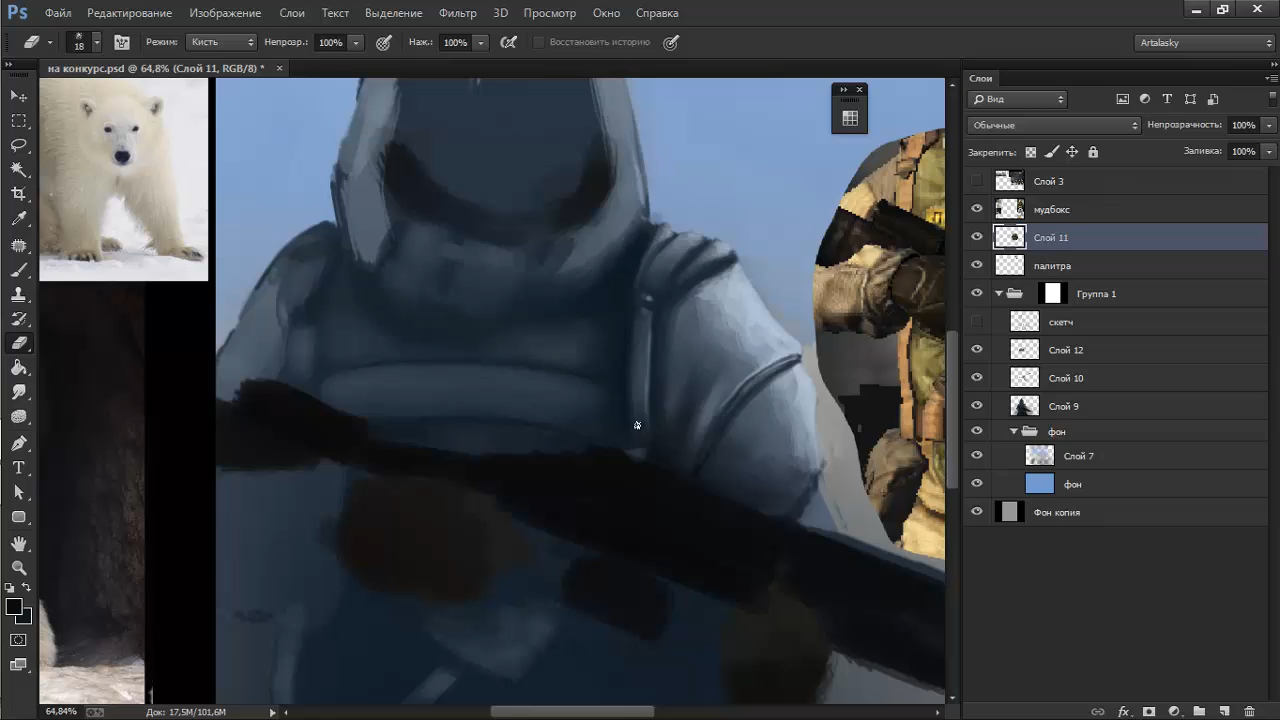 Ps Файл Редактирование Изображение Слои Текст Выделение Фильтр 3D Просмотр Окно Справка
18 Режим: Кисть Непрозр.: 100% Наж.: 100% Восстановить историю Artalasky
на конкурс.psd @ 64,8% (Слой 11, RGB/8) *
Слои
Вид
Обычные Непрозрачность: 100%
Закрепить: Заливка: 100%
Слой 3
мудбокс
Слой 11
палитра
Группа 1
скетч
Слой 12
Слой 10
Слой 9
фон
Слой 7
фон
Фон копия
64,84% Док: 17,5M/101,6M
fx